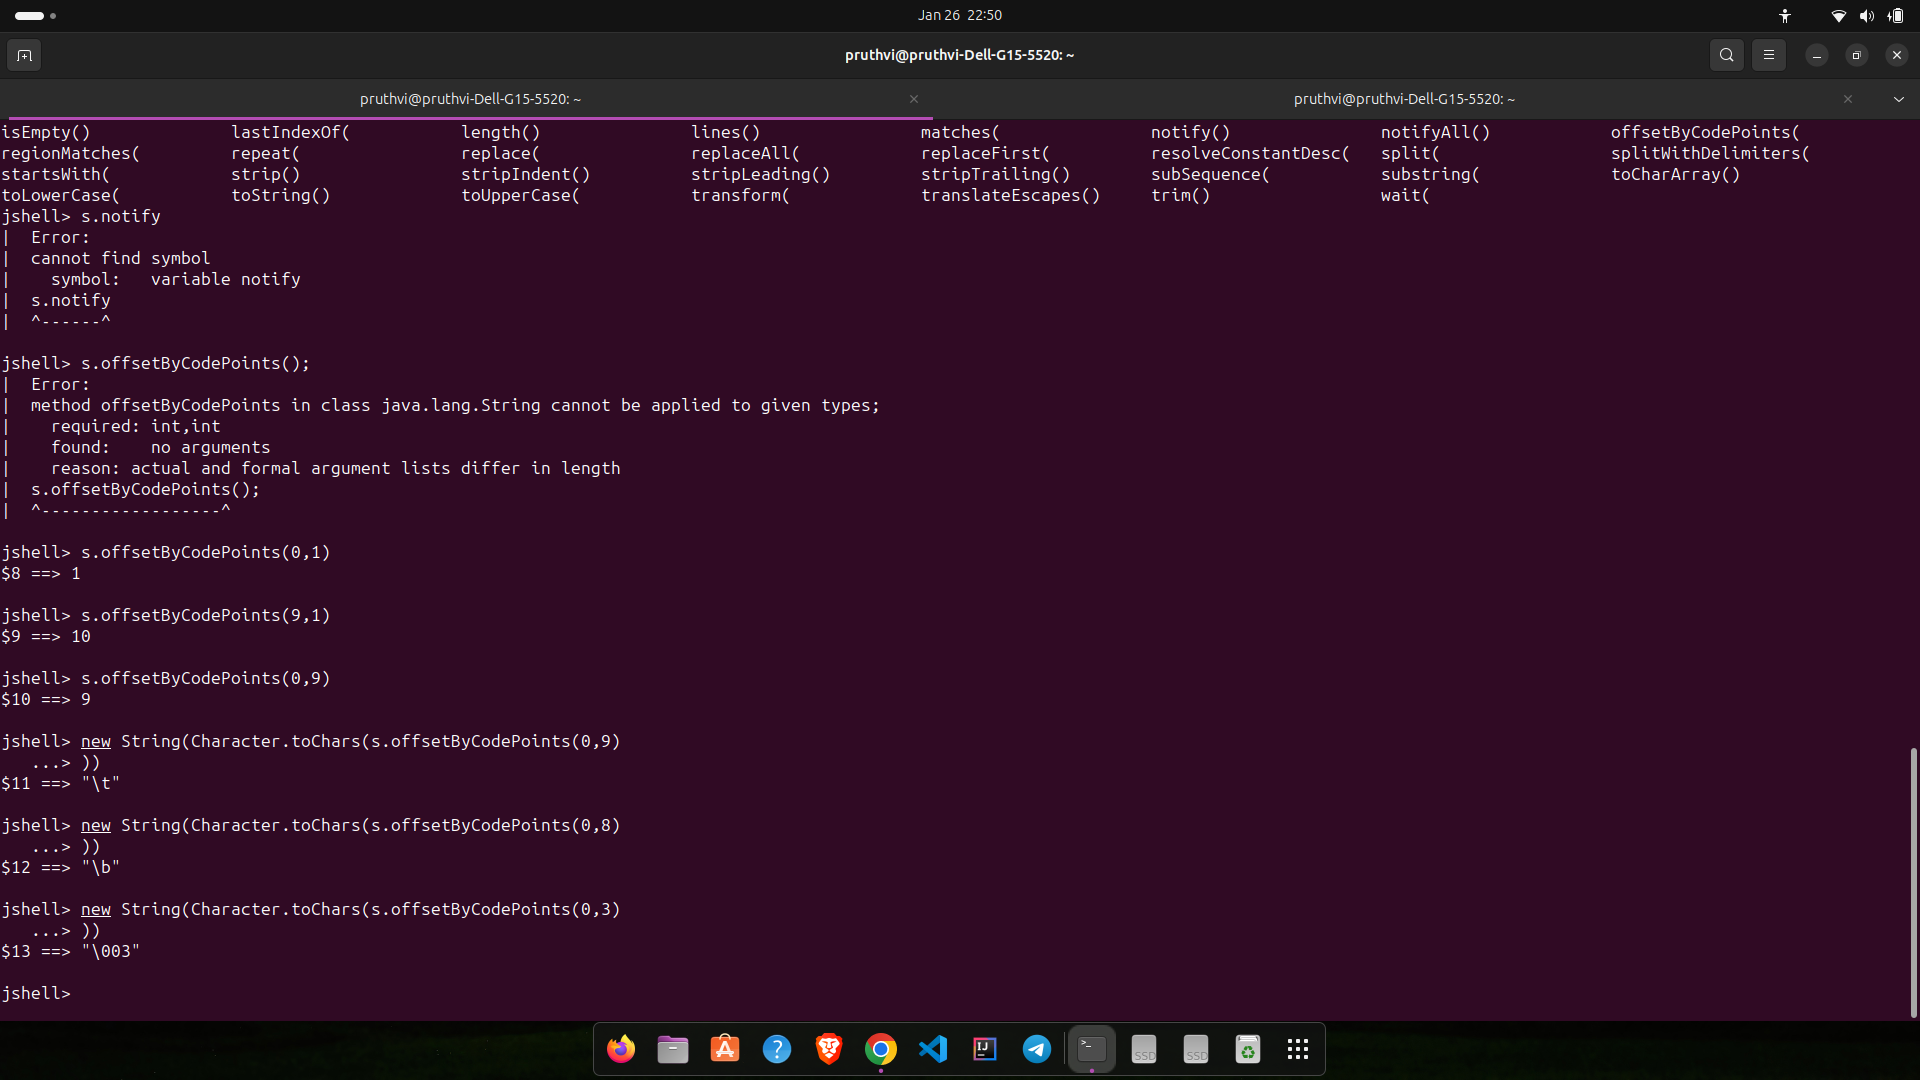 Jan 26 22:50
pruthvi@pruthvi-Dell-G15-5520: ~
pruthvi@pruthvi-Dell-G15-5520: ~
pruthvi@pruthvi-Dell-G15-5520: ~
isEmpty() lastIndexOf( length() lines() matches( notify() notifyAll() offsetByCodePoints(
regionMatches( repeat( replace( replaceAll( replaceFirst( resolveConstantDesc( split( splitWithDelimiters(
startsWith( strip() stripIndent() stripLeading() stripTrailing() subSequence( substring( toCharArray()
toLowerCase( toString() toUpperCase( transform( translateEscapes() trim() wait(
jshell> s.notify
| Error:
| cannot find symbol
| symbol: variable notify
| s.notify
| ^------^
jshell> s.offsetByCodePoints();
| Error:
| method offsetByCodePoints in class java.lang.String cannot be applied to given types;
| required: int,int
| found: no arguments
| reason: actual and formal argument lists differ in length
| s.offsetByCodePoints();
| ^------------------^
jshell> s.offsetByCodePoints(0,1)
$8 ==> 1
jshell> s.offsetByCodePoints(9,1)
$9 ==> 10
jshell> s.offsetByCodePoints(0,9)
$10 ==> 9
jshell> new String(Character.toChars(s.offsetByCodePoints(0,9)
...> ))
$11 ==> "\t"
jshell> new String(Character.toChars(s.offsetByCodePoints(0,8)
...> ))
$12 ==> "\b"
jshell> new String(Character.toChars(s.offsetByCodePoints(0,3)
...> ))
$13 ==> "\003"
jshell>
IJ
>_
SSD
SSD